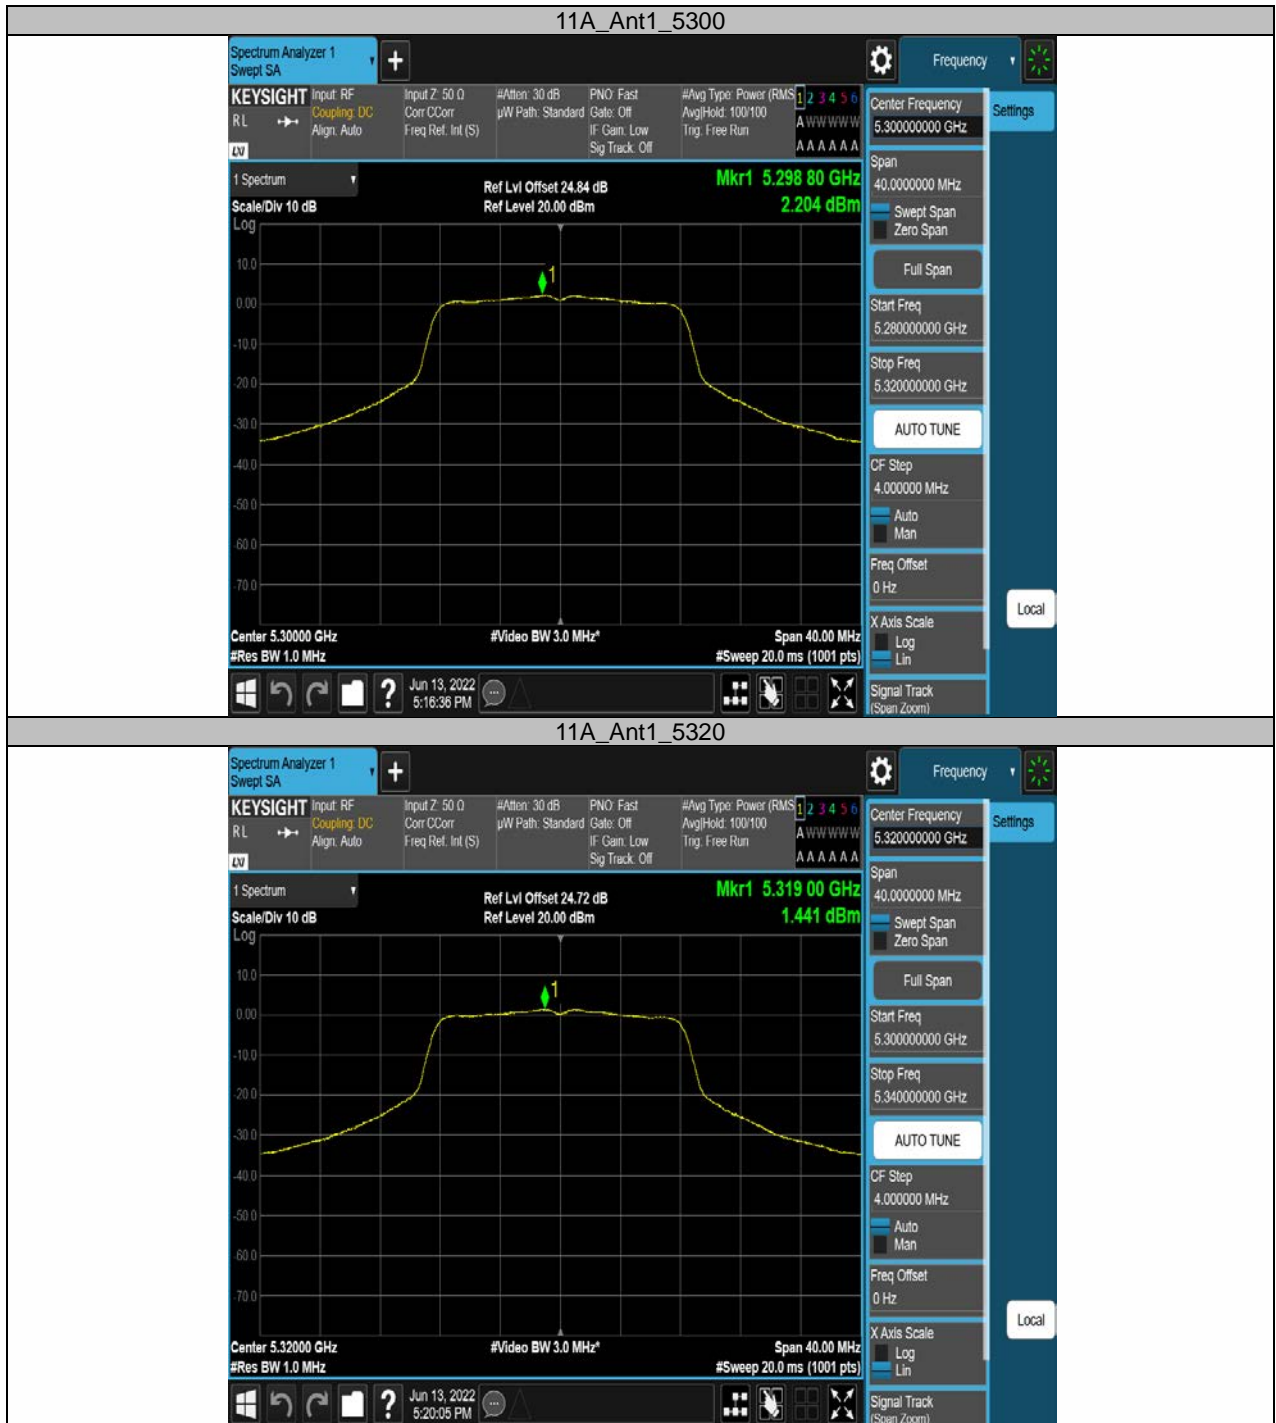 11A_Ant1_5300
Spectrum Analyzer 1
Swept SA
Frequency
KEYSIGHT
RL
LXI
Input: RF
Coupling: DC
Align: Auto
Input Z: 50 Ω
Corr CCorr
Freq Ref: Int (S)
#Atten: 30 dB
µW Path: Standard
PNO: Fast
Gate: Off
IF Gain: Low
Sig Track: Off
#Avg Type: Power (RMS
Avg|Hold: 100/100
Trig: Free Run
1 2 3 4 5 6
A W W W W W
A A A A A A
1 Spectrum
Scale/Div 10 dB
Ref Lvl Offset 24.84 dB
Ref Level 20.00 dBm
Mkr1 5.298 80 GHz
2.204 dBm
Log
10.0
0.00
-10.0
-20.0
-30.0
-40.0
-50.0
-60.0
-70.0
1
Center 5.30000 GHz
#Res BW 1.0 MHz
#Video BW 3.0 MHz*
Span 40.00 MHz
#Sweep 20.0 ms (1001 pts)
Jun 13, 2022
5:16:36 PM
Center Frequency
5.300000000 GHz
Settings
Span
40.0000000 MHz
Swept Span
Zero Span
Full Span
Start Freq
5.280000000 GHz
Stop Freq
5.320000000 GHz
AUTO TUNE
CF Step
4.000000 MHz
Auto
Man
Freq Offset
0 Hz
X Axis Scale
Log
Lin
Signal Track
(Span Zoom)
Local
11A_Ant1_5320
Spectrum Analyzer 1
Swept SA
Frequency
KEYSIGHT
RL
LXI
Input: RF
Coupling: DC
Align: Auto
Input Z: 50 Ω
Corr CCorr
Freq Ref: Int (S)
#Atten: 30 dB
µW Path: Standard
PNO: Fast
Gate: Off
IF Gain: Low
Sig Track: Off
#Avg Type: Power (RMS
Avg|Hold: 100/100
Trig: Free Run
1 2 3 4 5 6
A W W W W W
A A A A A A
1 Spectrum
Scale/Div 10 dB
Ref Lvl Offset 24.72 dB
Ref Level 20.00 dBm
Mkr1 5.319 00 GHz
1.441 dBm
Log
10.0
0.00
-10.0
-20.0
-30.0
-40.0
-50.0
-60.0
-70.0
1
Center 5.32000 GHz
#Res BW 1.0 MHz
#Video BW 3.0 MHz*
Span 40.00 MHz
#Sweep 20.0 ms (1001 pts)
Jun 13, 2022
5:20:05 PM
Center Frequency
5.320000000 GHz
Settings
Span
40.0000000 MHz
Swept Span
Zero Span
Full Span
Start Freq
5.300000000 GHz
Stop Freq
5.340000000 GHz
AUTO TUNE
CF Step
4.000000 MHz
Auto
Man
Freq Offset
0 Hz
X Axis Scale
Log
Lin
Signal Track
(Span Zoom)
Local